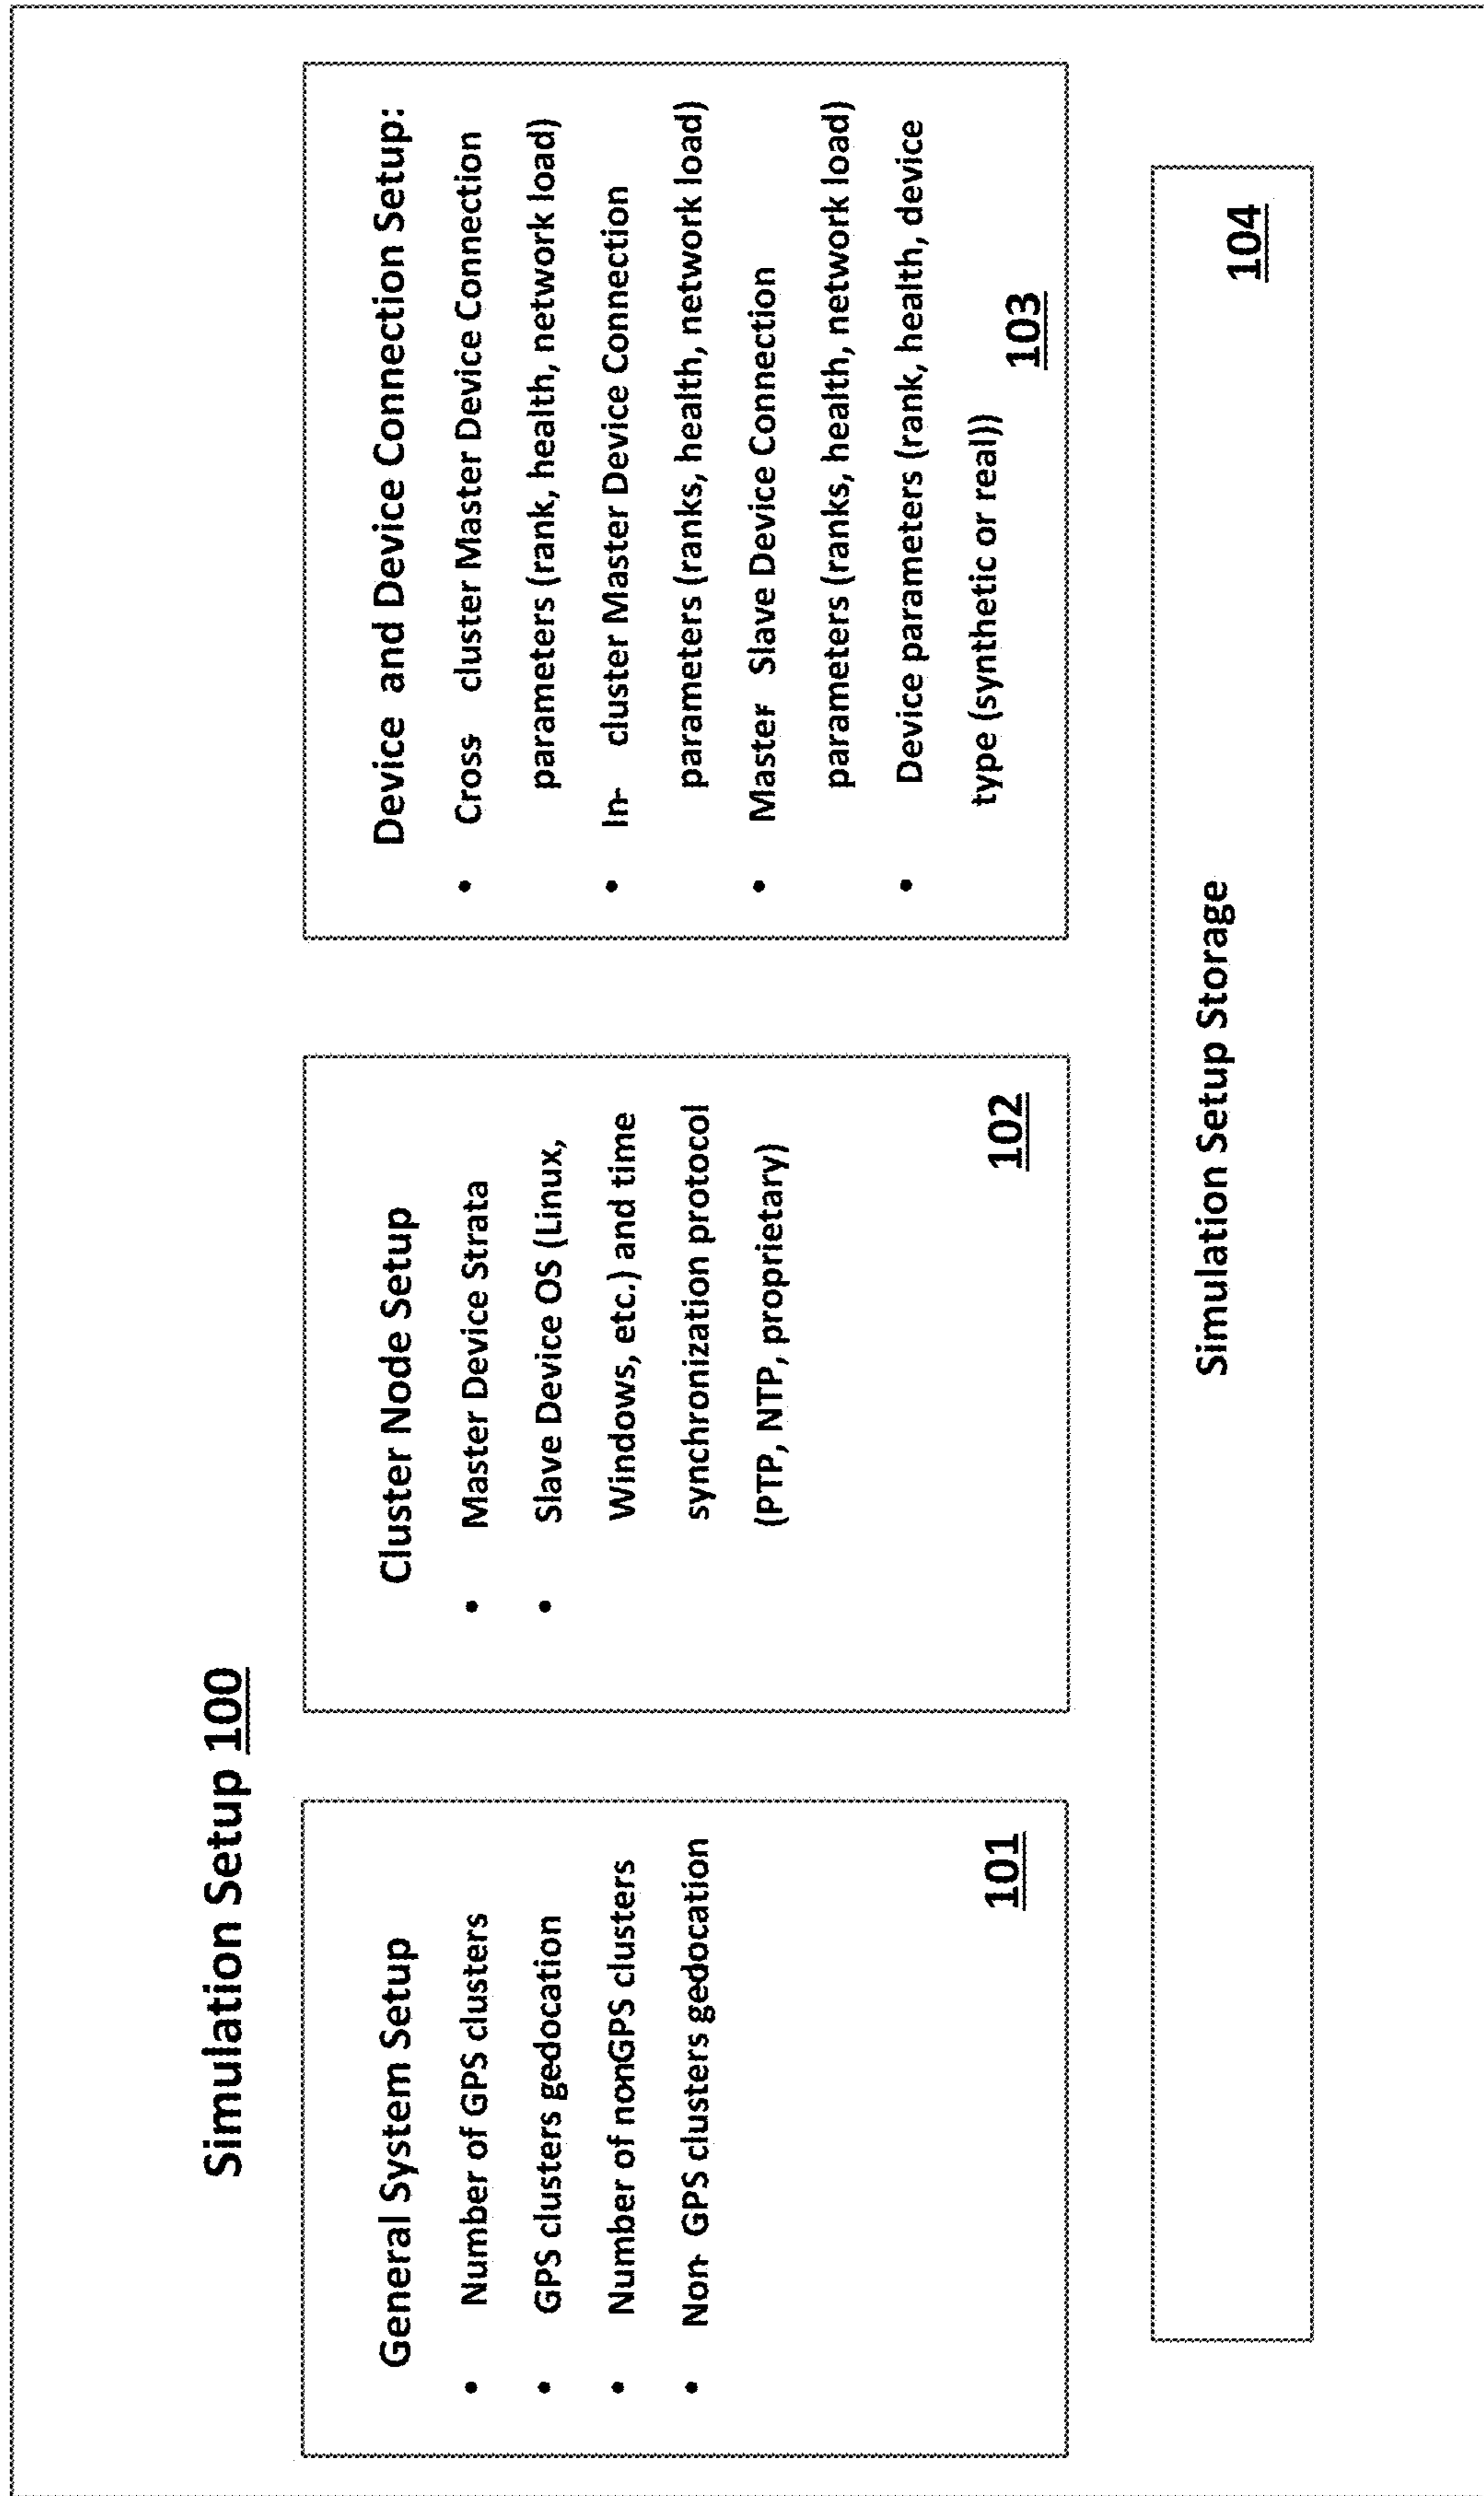 Simulation Setup 100
General System Setup
• Number of GPS clusters
• GPS clusters gedocation
• Number of nonGPS clusters
• Non- GPS clusters gedocation
101
Cluster Node Setup
• Master Device Strata
• Slave Device OS (Linux,
Windows, etc.) and time
synchronization protocol
(PTP, NTP, proprietary)
102
Device and Device Connection Setup:
• Cross cluster Master Device Connection
parameters (rank, health, network load)
• In- cluster Master Device Connection
parameters (ranks, health, network load)
• Master Slave Device Connection
parameters (ranks, health, network load)
• Device parameters (rank, health, device
type (synthetic or real))
103
Simulation Setup Storage
104